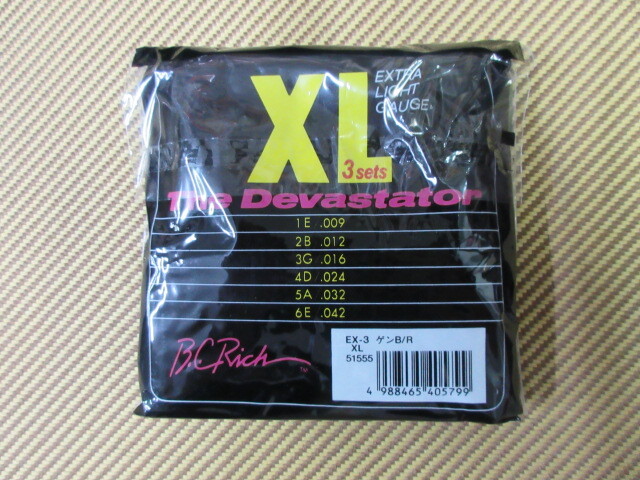 XL
EXTRA
LIGHT
GAUGE
3 sets
The Devastator
1E .009
2B .012
3G .016
4D .024
5A .032
6E .042
B.C.Rich™
EX-3 ゲンB/R
XL
51555
4 988465 405799